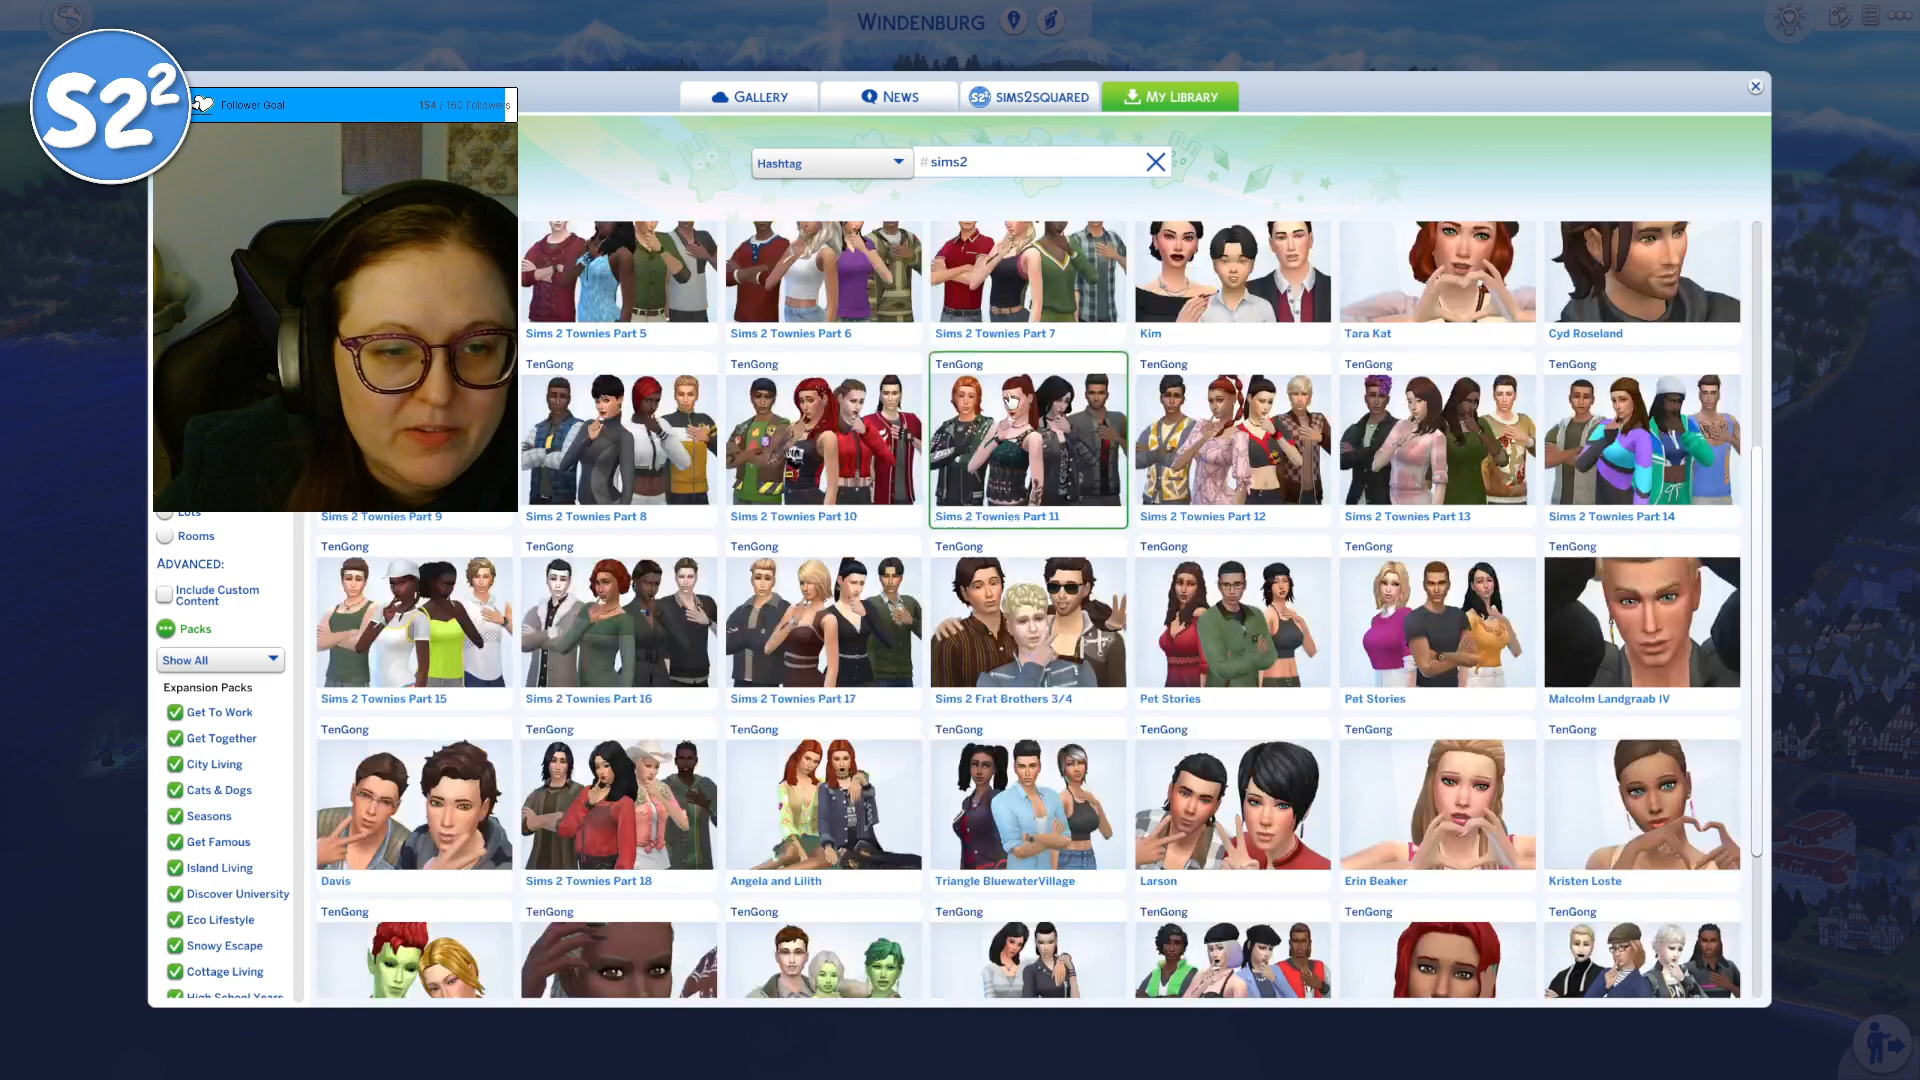 WINDENBURG
S2²
Follower Goal
154 / 160 Followers
GALLERY
NEWS
S2² SIMS2SQUARED
MY LIBRARY
Hashtag
# sims2
Sims 2 Townies Part 5
Sims 2 Townies Part 6
Sims 2 Townies Part 7
Kim
Tara Kat
Cyd Roseland
TenGong
TenGong
TenGong
TenGong
TenGong
TenGong
Lots
Sims 2 Townies Part 9
Sims 2 Townies Part 8
Sims 2 Townies Part 10
Sims 2 Townies Part 11
Sims 2 Townies Part 12
Sims 2 Townies Part 13
Sims 2 Townies Part 14
Rooms
ADVANCED:
Include Custom
Content
Packs
Show All
Expansion Packs
Get To Work
Get Together
City Living
Cats & Dogs
Seasons
Get Famous
Island Living
Discover University
Eco Lifestyle
Snowy Escape
Cottage Living
High School Years
TenGong
TenGong
TenGong
TenGong
TenGong
TenGong
TenGong
Sims 2 Townies Part 15
Sims 2 Townies Part 16
Sims 2 Townies Part 17
Sims 2 Frat Brothers 3/4
Pet Stories
Pet Stories
Malcolm Landgraab IV
TenGong
TenGong
TenGong
TenGong
TenGong
TenGong
TenGong
Davis
Sims 2 Townies Part 18
Angela and Lilith
Triangle BluewaterVillage
Larson
Erin Beaker
Kristen Loste
TenGong
TenGong
TenGong
TenGong
TenGong
TenGong
TenGong